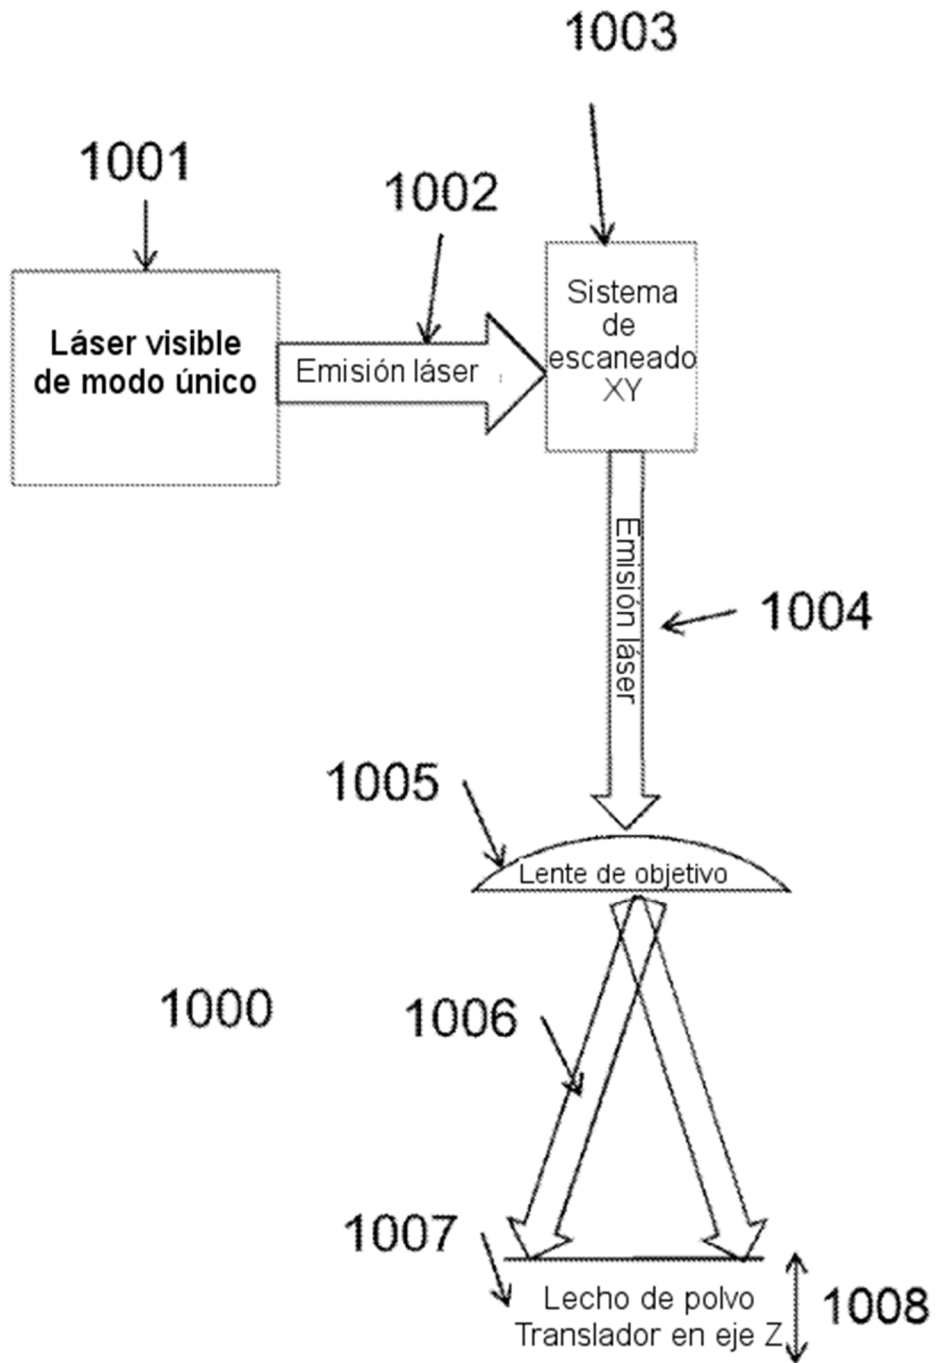 1003
1001
1002
Láser visible
de modo único
Emisión láser
Sistema
de
escaneado
XY
Emisión láser
1004
1005
Lente de objetivo
1000
1006
1007
Lecho de polvo
Translador en eje Z
1008